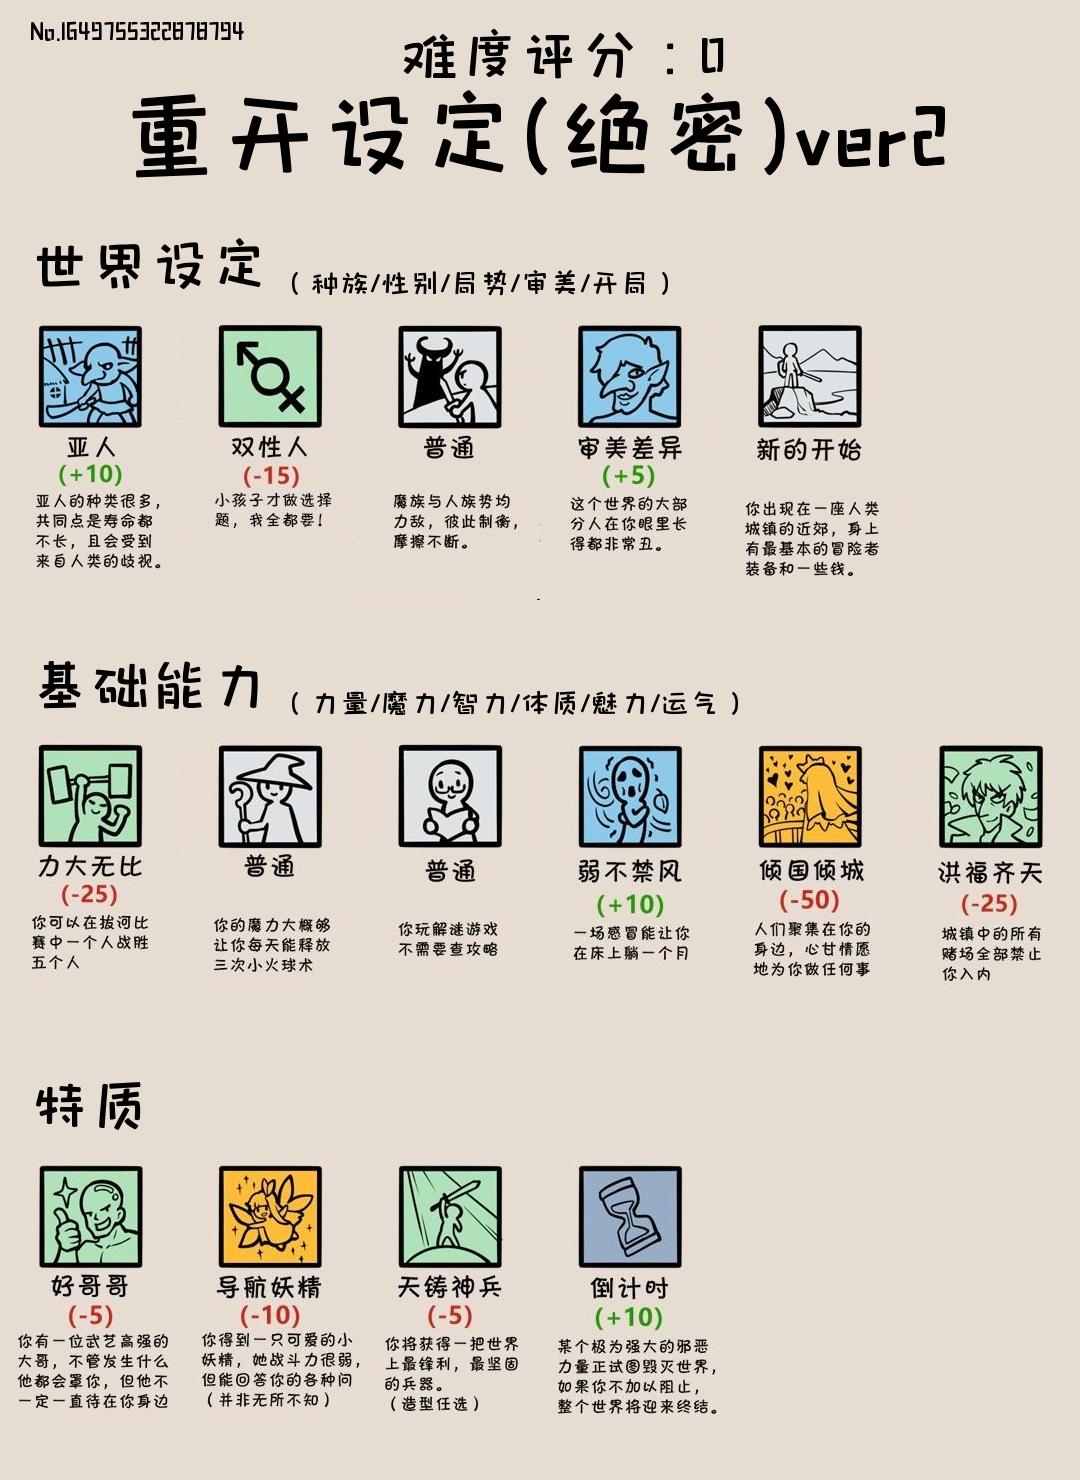 No.1649755322878794
难度评分：0
重开设定(绝密)ver2
世界设定（种族/性别/局势/审美/开局）
亚人 双性人 普通 审美差异 新的开始
(+10) (-15) (+5)
亚人的种类很多，
共同点是寿命都
不长，且会受到
来自人类的歧视。
小孩子才做选择
题，我全都要！
魔族与人族势均
力敌，彼此制衡，
摩擦不断。
这个世界的大部
分人在你眼里长
得都非常丑。
你出现在一座人类
城镇的近郊，身上
有最基本的冒险者
装备和一些钱。
基础能力（力量/魔力/智力/体质/魅力/运气）
力大无比 普通 普通 弱不禁风 倾国倾城 洪福齐天
(-25) (+10) (-50) (-25)
你可以在拔河比
赛中一个人战胜
五个人
你的魔力大概够
让你每天能释放
三次小火球术
你玩解谜游戏
不需要查攻略
一场感冒能让你
在床上躺一个月
人们聚集在你的
身边，心甘情愿
地为你做任何事
城镇中的所有
赌场全部禁止
你入内
特质
好哥哥 导航妖精 天铸神兵 倒计时
(-5) (-10) (-5) (+10)
你有一位武艺高强的
大哥，不管发生什么
他都会罩你，但他不
一定一直待在你身边
你得到一只可爱的小
妖精，她战斗力很弱，
但能回答你的各种问
（并非无所不知）
你将获得一把世界
上最锋利，最坚固
的兵器。
（造型任选）
某个极为强大的邪恶
力量正试图毁灭世界，
如果你不加以阻止，
整个世界将迎来终结。